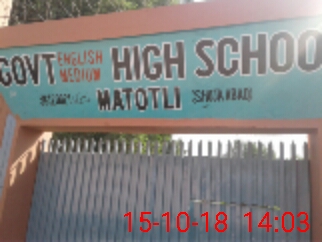 GOVT ENGLISH MEDIUM HIGH SCHOO
MATOTLI
15-10-18 14:03